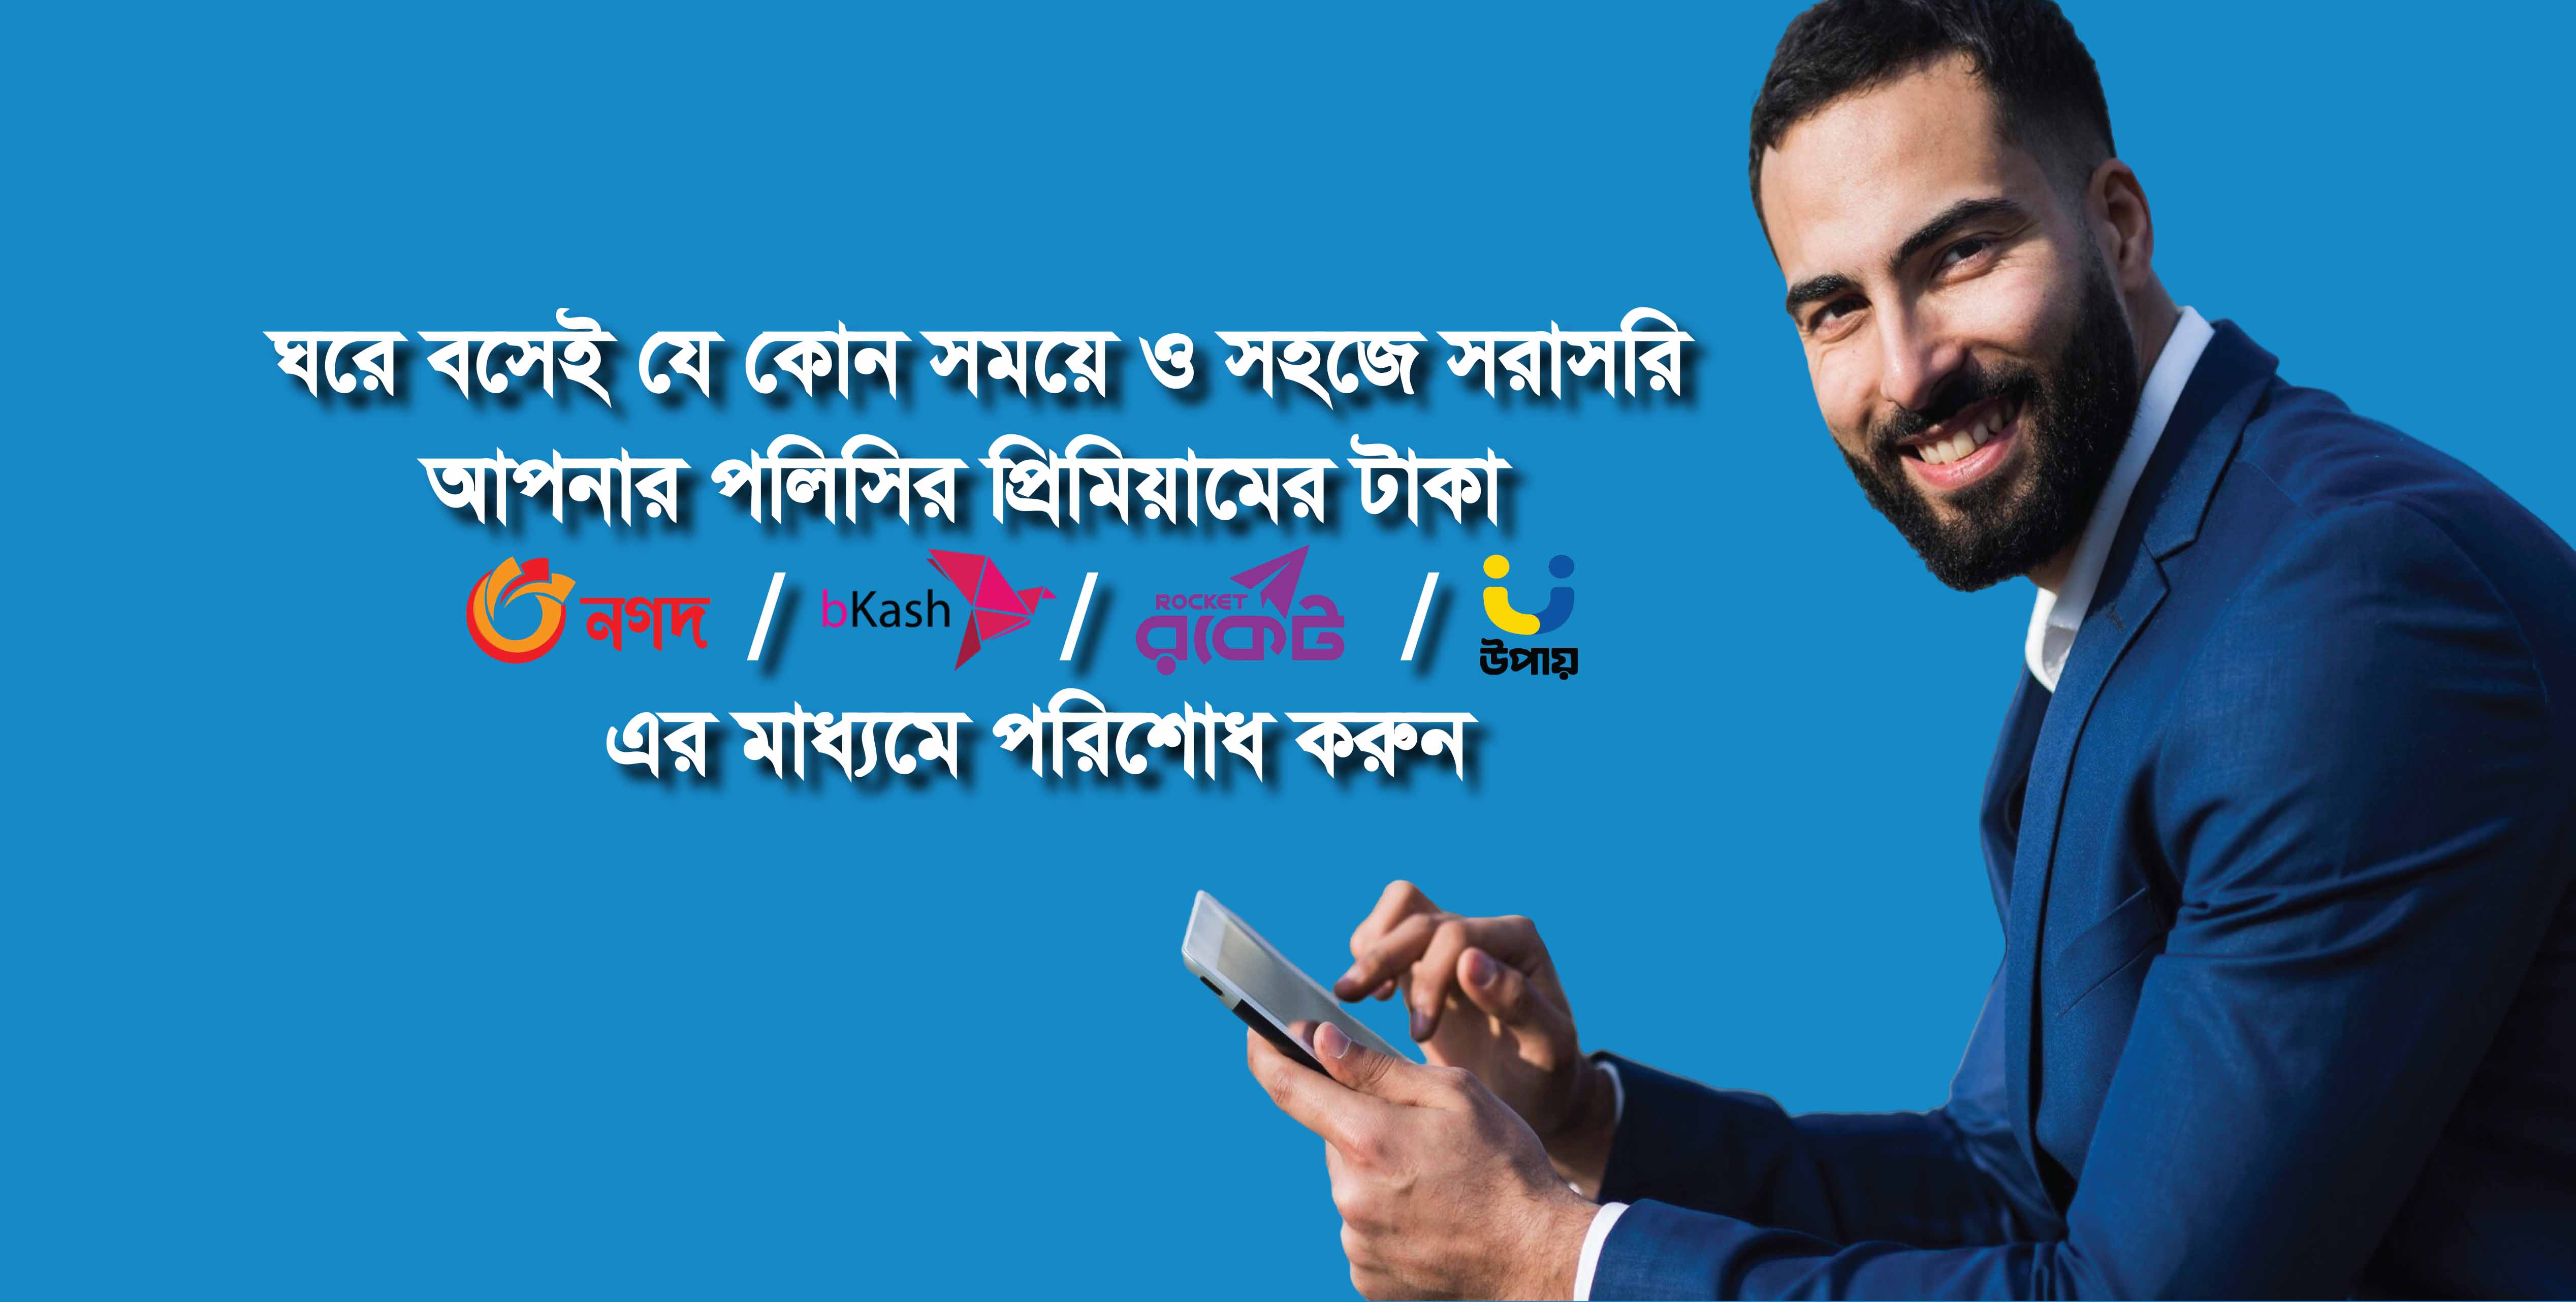 ঘরে বসেই যে কোন সময়ে ও সহজে সরাসরি
আপনার পলিসির প্রিমিয়ামের টাকা
নগদ / bKash / ROCKET রকেট / উপায়
এর মাধ্যমে পরিশোধ করুন